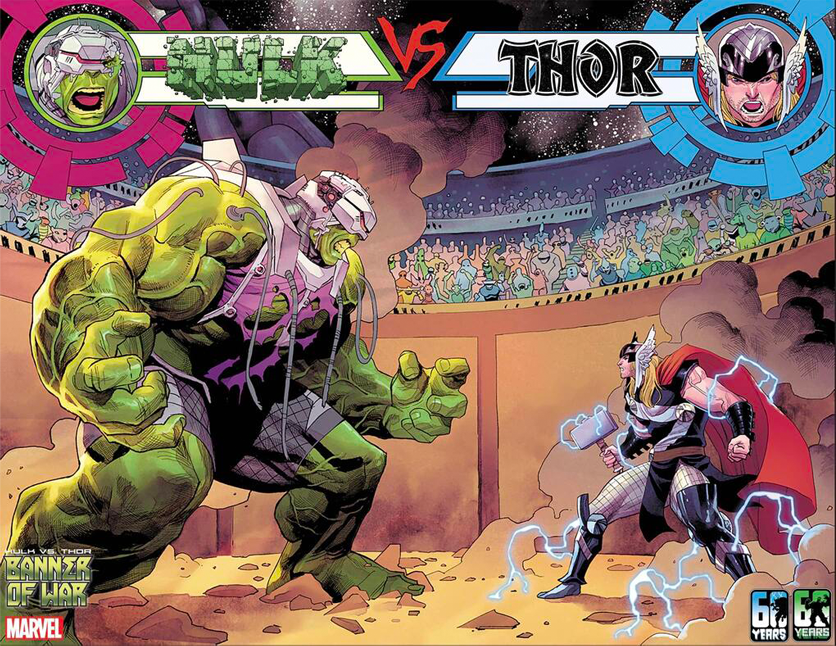 HULK
VS
THOR
HULK VS. THOR
BANNER
OF WAR
MARVEL
60
YEARS
60
YEARS